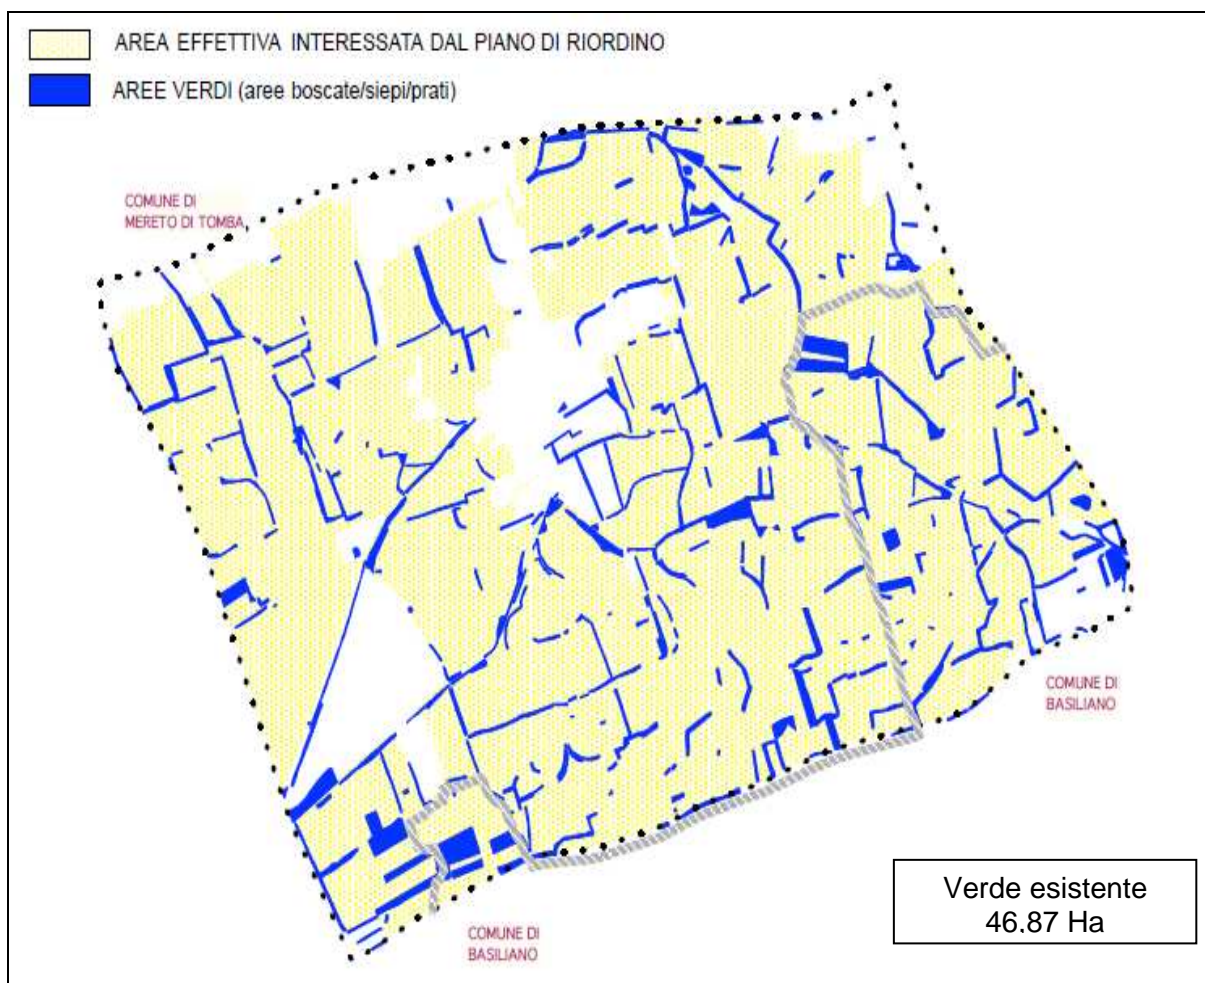 AREA EFFETTIVA INTERESSATA DAL PIANO DI RIORDINO
AREE VERDI (aree boscate/siepi/prati)
COMUNE DI
MERETO DI TOMBA
COMUNE DI
BASILIANO
COMUNE DI
BASILIANO
Verde esistente
46,87 Ha